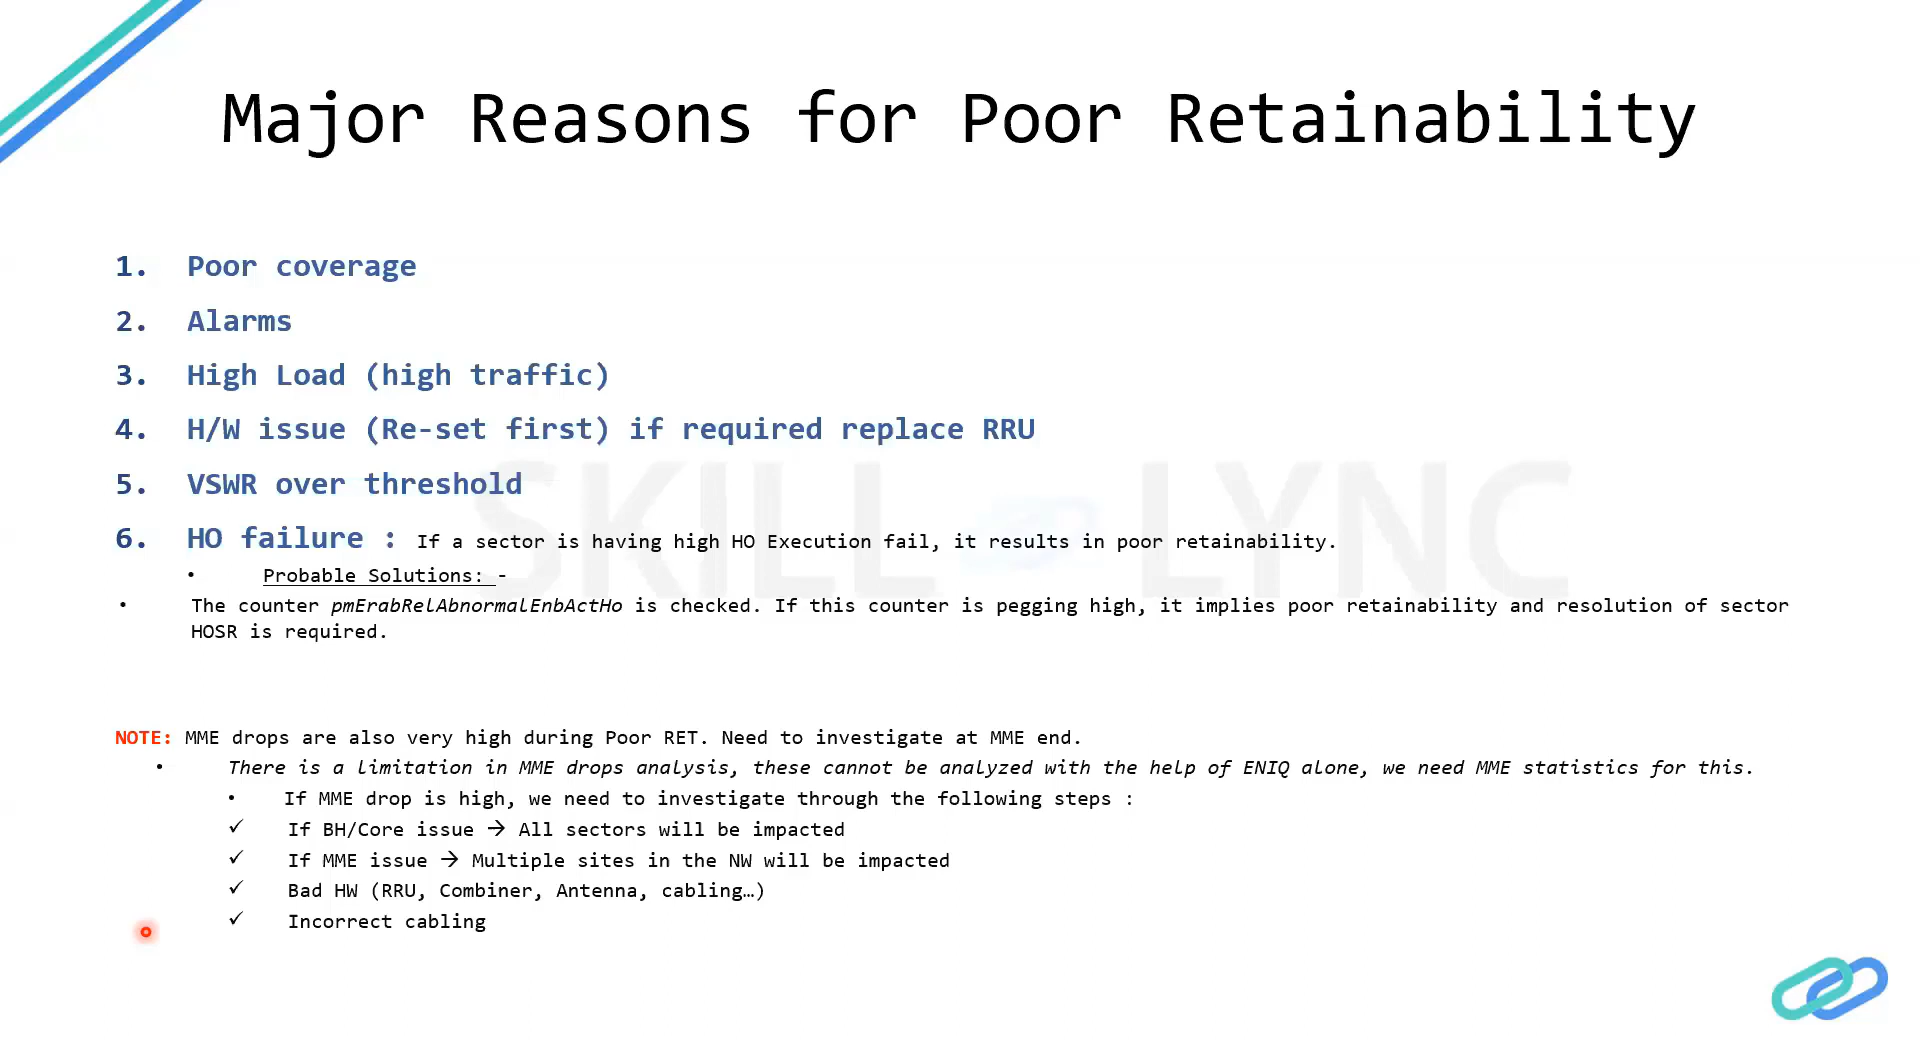 Major Reasons for Poor Retainability
1. Poor coverage
2. Alarms
3. High Load (high traffic)
4. H/W issue (Re-set first) if required replace RRU
5. VSWR over threshold
6. HO failure : If a sector is having high HO Execution fail, it results in poor retainability.
• Probable Solutions: -
• The counter pmErabRelAbnormalEnbActHo is checked. If this counter is pegging high, it implies poor retainability and resolution of sector
HOSR is required.
SKILL LYNC
NOTE: MME drops are also very high during Poor RET. Need to investigate at MME end.
• There is a limitation in MME drops analysis, these cannot be analyzed with the help of ENIQ alone, we need MME statistics for this.
• If MME drop is high, we need to investigate through the following steps :
✓ If BH/Core issue → All sectors will be impacted
✓ If MME issue → Multiple sites in the NW will be impacted
✓ Bad HW (RRU, Combiner, Antenna, cabling…)
✓ Incorrect cabling